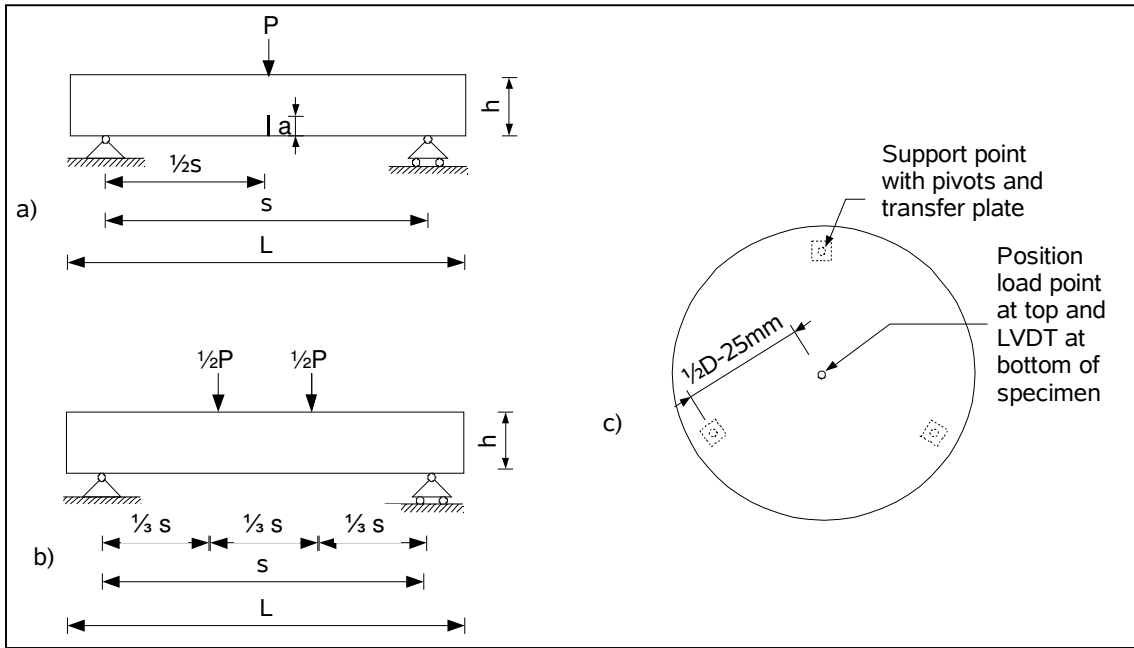 P
h
a
½s
a)
s
L
½P
½P
h
⅓ s
⅓ s
⅓ s
b)
s
L
Support point
with pivots and
transfer plate
Position
load point
at top and
LVDT at
bottom of
specimen
½D-25mm
c)